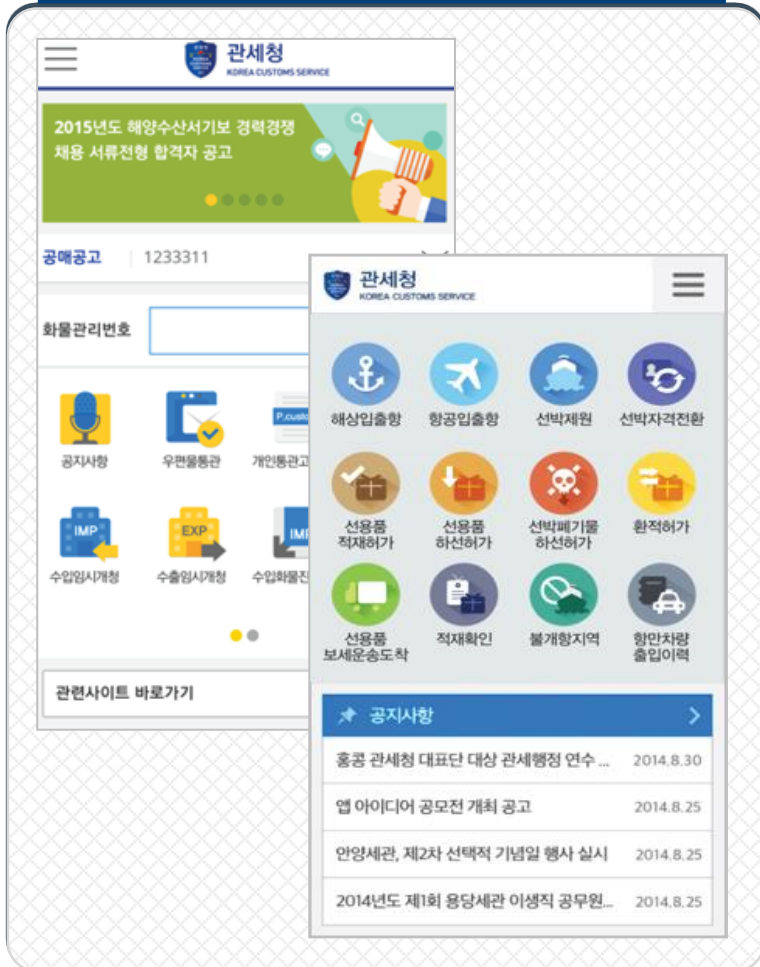 관세청
KOREA CUSTOMS SERVICE
2015년도 해양수산서기보 경력경쟁
채용 서류전형 합격자 공고
공매공고 1233311
화물관리번호
P.custo
공지사항 우편물통관 개인통관고
IMP EXP IM
수입임시개청 수출임시개청 수입화물진
관련사이트 바로가기
관세청
KOREA CUSTOMS SERVICE
해상입출항 항공입출항 선박제원 선박자격전환
선용품 선용품 선박폐기물 환적허가
적재허가 하선허가 하선허가
선용품 적재확인 불개항지역 항만차량
보세운송도착 출입이력
공지사항
홍콩 관세청 대표단 대상 관세행정 연수 ... 2014.8.30
앱 아이디어 공모전 개최 공고 2014.8.25
안양세관, 제2차 선택적 기념일 행사 실시 2014.8.25
2014년도 제1회 용당세관 이생직 공무원... 2014.8.25